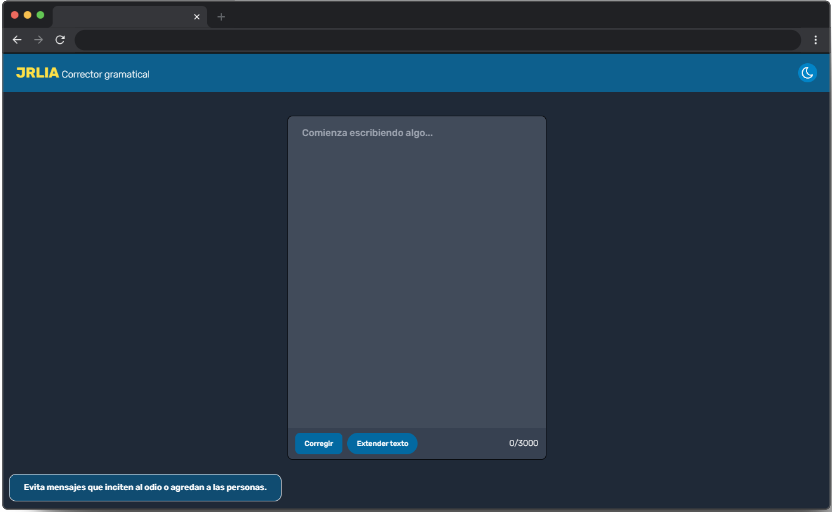 JRLIA Corrector gramatical
Comienza escribiendo algo...
Corregir Extender texto 0/3000
Evita mensajes que inciten al odio o agredan a las personas.